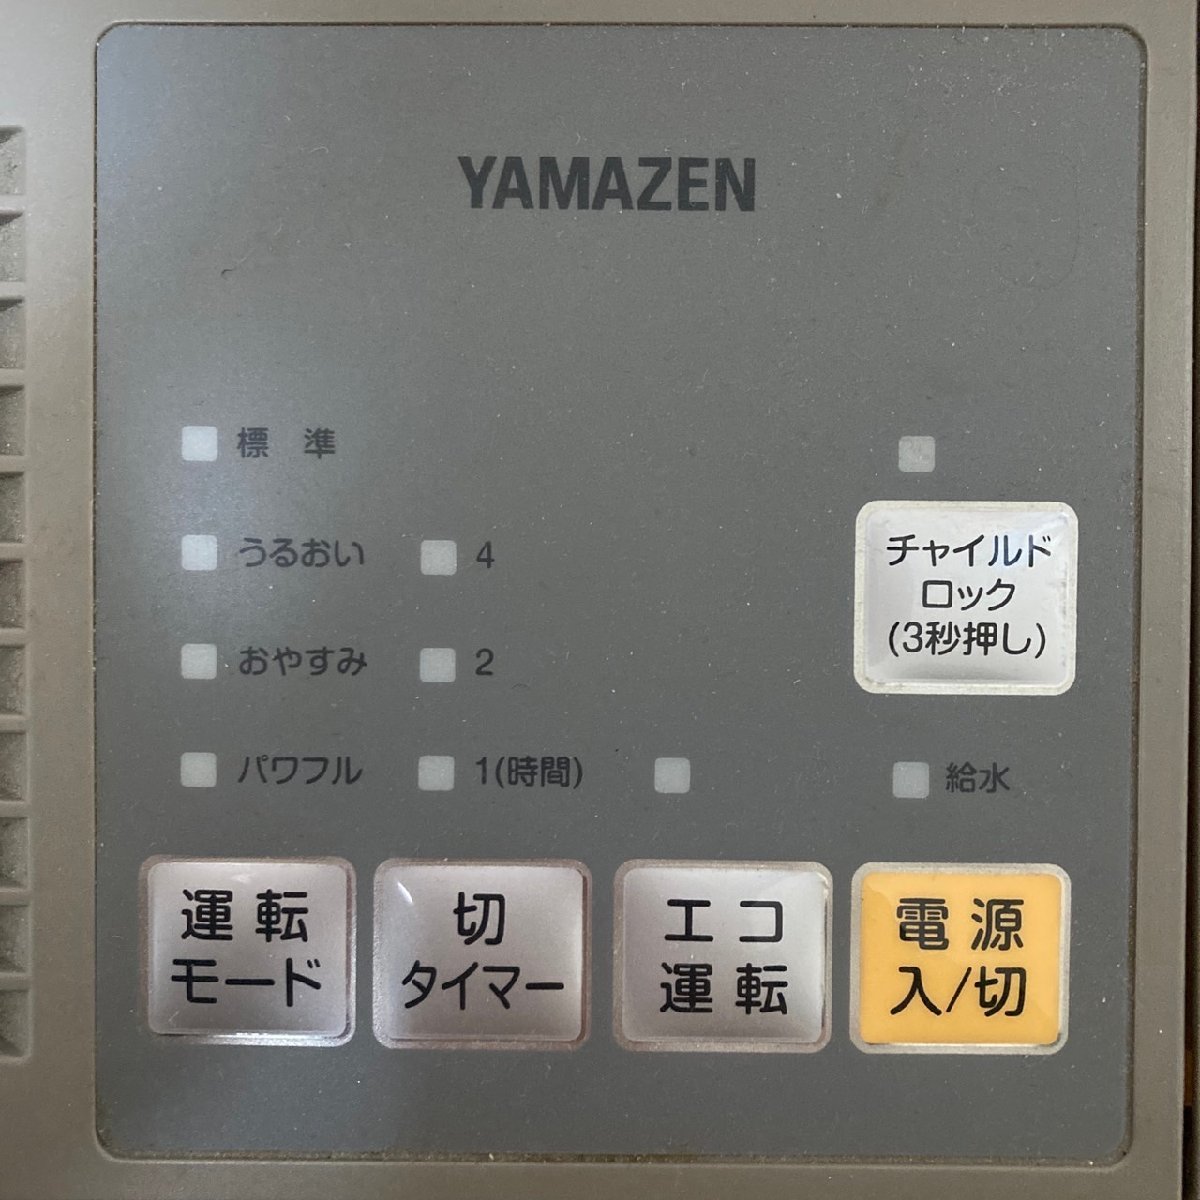 YAMAZEN
標 準
うるおい
おやすみ
パワフル
4
2
1(時間)
給水
チャイルド
ロック
(3秒押し)
運 転
モード
切
タイマー
エ コ
運 転
電 源
入/切